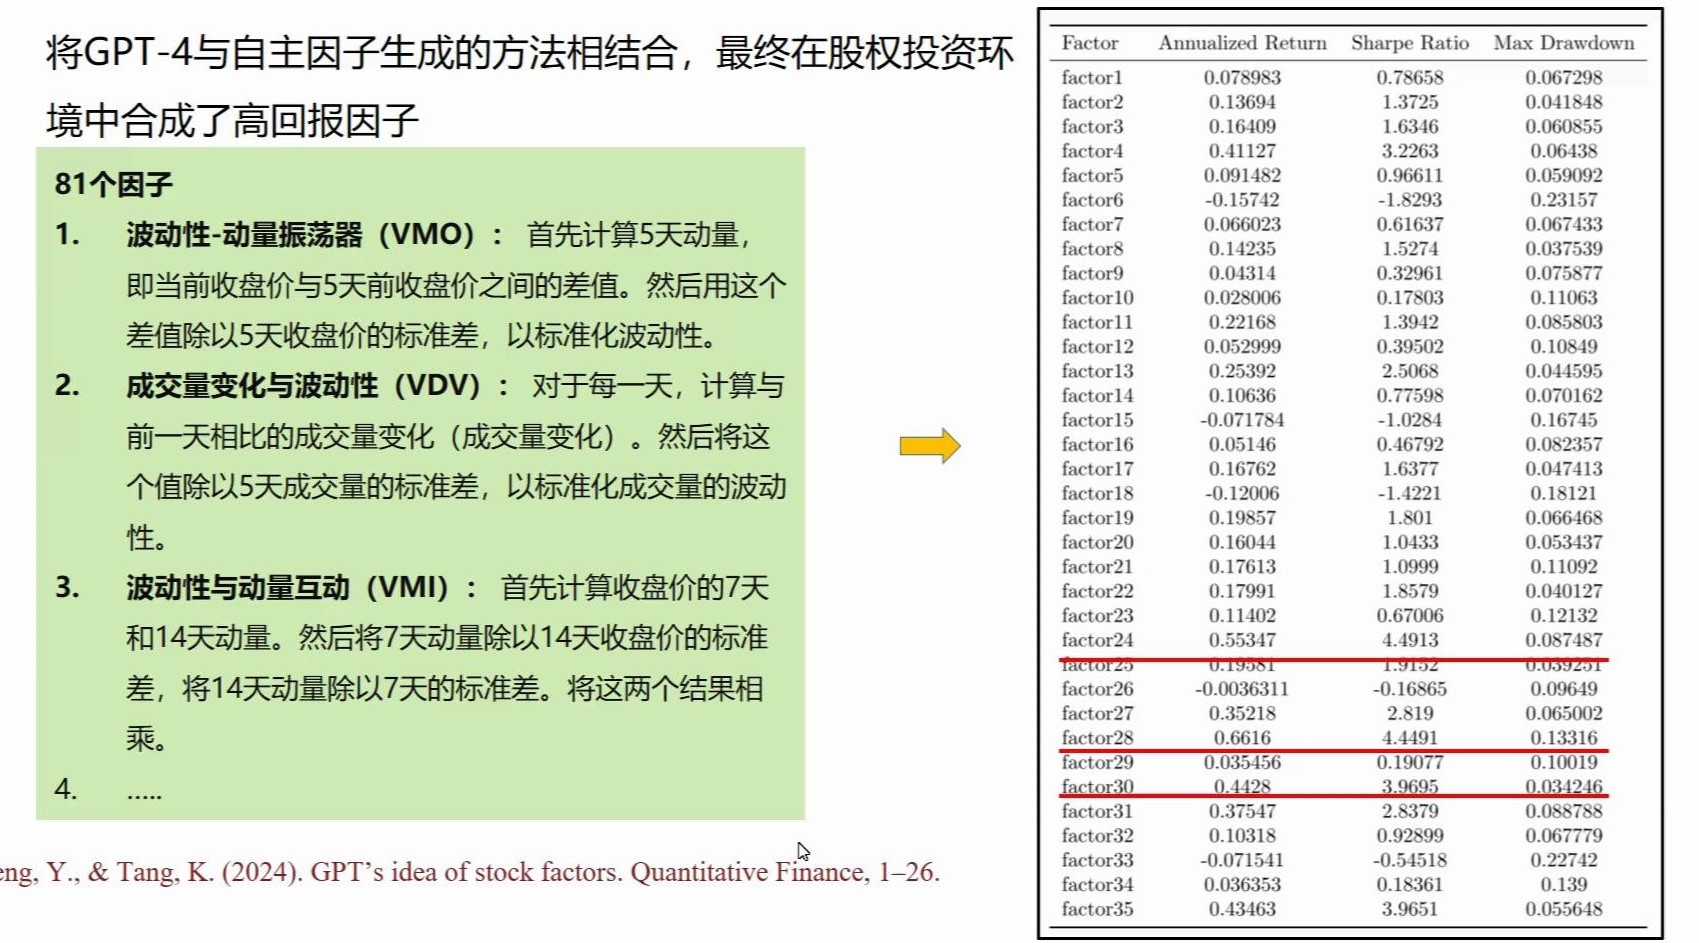 将GPT-4与自主因子生成的方法相结合，最终在股权投资环
境中合成了高回报因子
81个因子
1. 波动性-动量振荡器（VMO）： 首先计算5天动量，
即当前收盘价与5天前收盘价之间的差值。然后用这个
差值除以5天收盘价的标准差，以标准化波动性。
2. 成交量变化与波动性（VDV）： 对于每一天，计算与
前一天相比的成交量变化（成交量变化）。然后将这
个值除以5天成交量的标准差，以标准化成交量的波动
性。
3. 波动性与动量互动（VMI）： 首先计算收盘价的7天
和14天动量。然后将7天动量除以14天收盘价的标准
差，将14天动量除以7天的标准差。将这两个结果相
乘。
4. .....
eng, Y., & Tang, K. (2024). GPT’s idea of stock factors. Quantitative Finance, 1–26.
Factor Annualized Return Sharpe Ratio Max Drawdown
factor1 0.078983 0.78658 0.067298
factor2 0.13694 1.3725 0.041848
factor3 0.16409 1.6346 0.060855
factor4 0.41127 3.2263 0.06438
factor5 0.091482 0.96611 0.059092
factor6 -0.15742 -1.8293 0.23157
factor7 0.066023 0.61637 0.067433
factor8 0.14235 1.5274 0.037539
factor9 0.04314 0.32961 0.075877
factor10 0.028006 0.17803 0.11063
factor11 0.22168 1.3942 0.085803
factor12 0.052999 0.39502 0.10849
factor13 0.25392 2.5068 0.044595
factor14 0.10636 0.77598 0.070162
factor15 -0.071784 -1.0284 0.16745
factor16 0.05146 0.46792 0.082357
factor17 0.16762 1.6377 0.047413
factor18 -0.12006 -1.4221 0.18121
factor19 0.19857 1.801 0.066468
factor20 0.16044 1.0433 0.053437
factor21 0.17613 1.0999 0.11092
factor22 0.17991 1.8579 0.040127
factor23 0.11402 0.67006 0.12132
factor24 0.55347 4.4913 0.087487
factor25 0.19581 1.9152 0.039251
factor26 -0.0036311 -0.16865 0.09649
factor27 0.35218 2.819 0.065002
factor28 0.6616 4.4491 0.13316
factor29 0.035456 0.19077 0.10019
factor30 0.4428 3.9695 0.034246
factor31 0.37547 2.8379 0.088788
factor32 0.10318 0.92899 0.067779
factor33 -0.071541 -0.54518 0.22742
factor34 0.036353 0.18361 0.139
factor35 0.43463 3.9651 0.055648